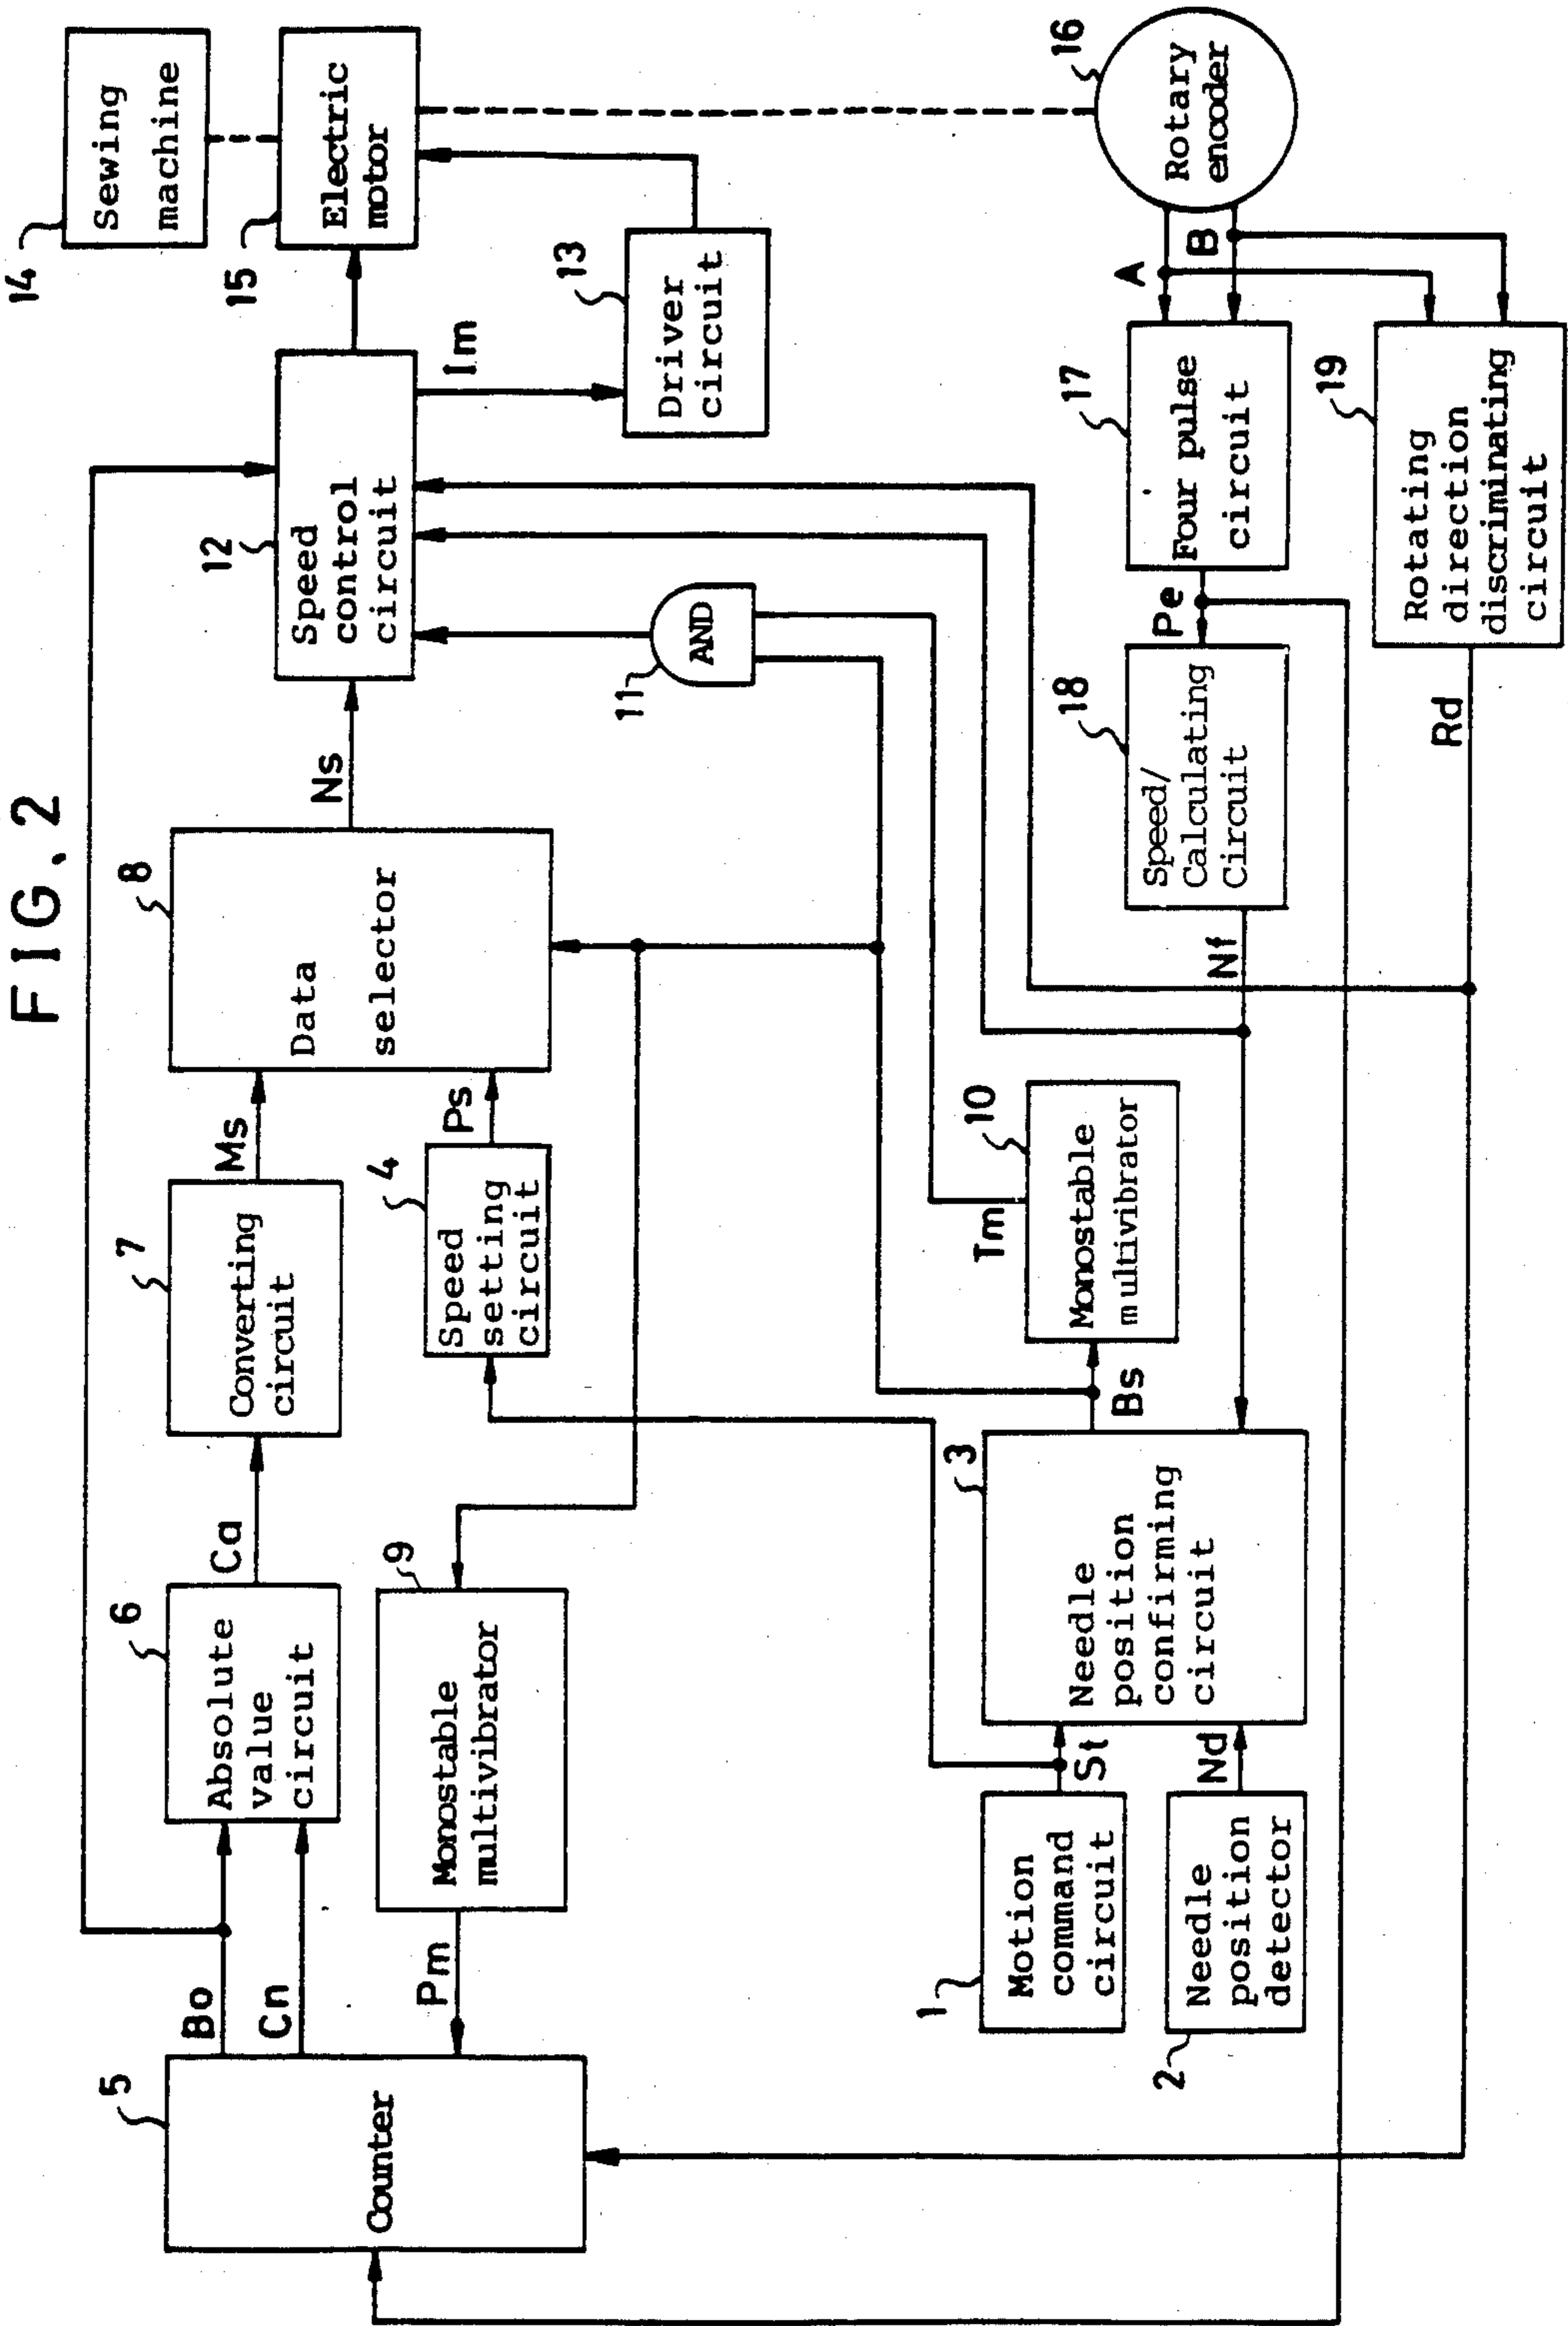 FIG. 2
5
Counter
Bo
Cn
Pm
6
Absolute
value
circuit
Ca
7
Converting
circuit
Ms
8
Data
selector
Ns
12
Speed
control
circuit
Im
14
Sewing
machine
15
Electric
motor
13
Driver
circuit
9
Monostable
multivibrator
4
Speed
setting
circuit
Ps
11
AND
1
Motion
command
circuit
St
2
Needle
position
detector
Nd
3
Needle
position
confirming
circuit
Bs
10
Monostable
multivibrator
Tm
18
Speed/
Calculating
Circuit
Nf
Pe
17
Four pulse
circuit
A
B
16
Rotary
encoder
19
Rotating
direction
discriminating
circuit
Rd